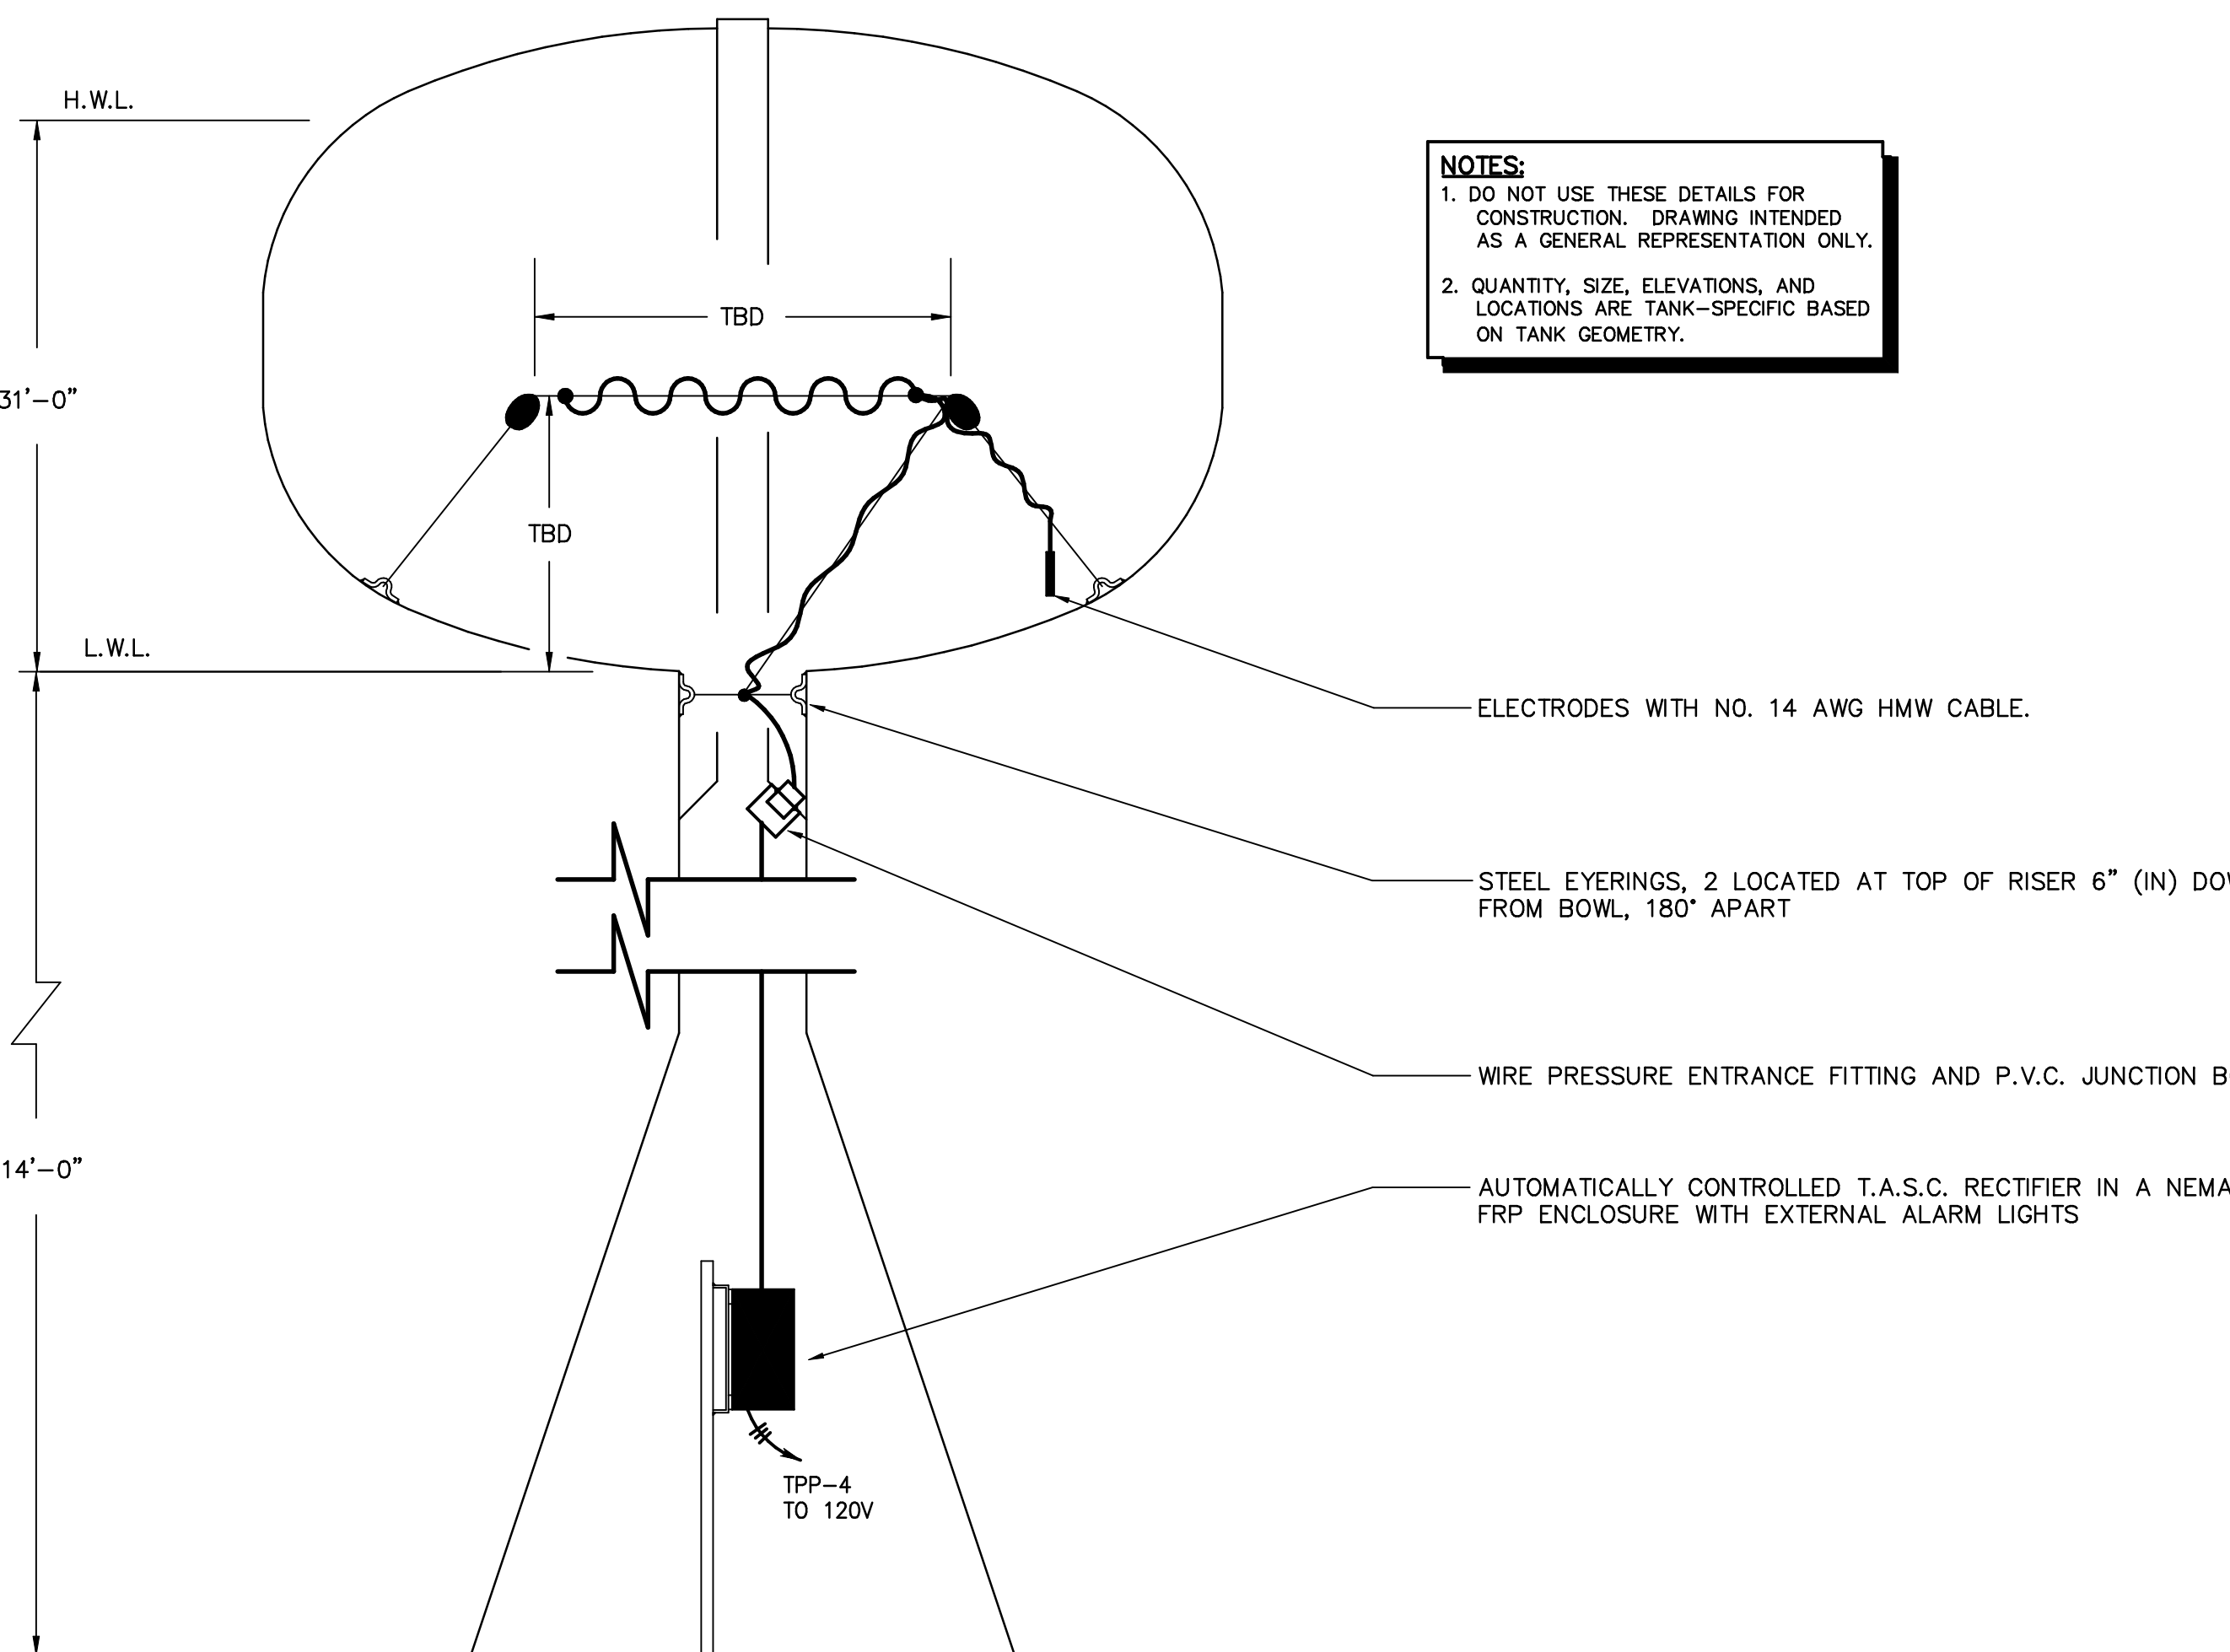 H.W.L.
NOTES:
1. DO NOT USE THESE DETAILS FOR
CONSTRUCTION. DRAWING INTENDED
AS A GENERAL REPRESENTATION ONLY.
2. QUANTITY, SIZE, ELEVATIONS, AND
LOCATIONS ARE TANK-SPECIFIC BASED
ON TANK GEOMETRY.
TBD
31'-0"
TBD
L.W.L.
ELECTRODES WITH NO. 14 AWG HMW CABLE.
STEEL EYERINGS, 2 LOCATED AT TOP OF RISER 6" (IN)
FROM BOWL, 180° APART
WIRE PRESSURE ENTRANCE FITTING AND P.V.C. JUNCTION
14'-0"
AUTOMATICALLY CONTROLLED T.A.S.C. RECTIFIER IN A NEMA
FRP ENCLOSURE WITH EXTERNAL ALARM LIGHTS
TPP-4
TO 120V